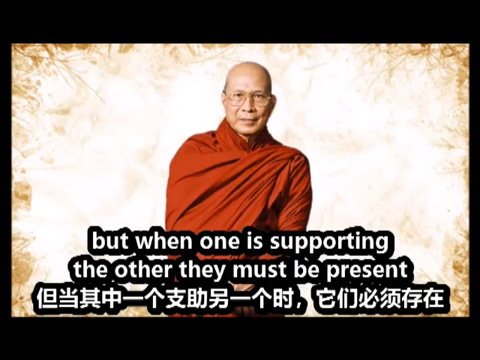 but when one is supporting
the other they must be present
但当其中一个支助另一个时，它们必须存在